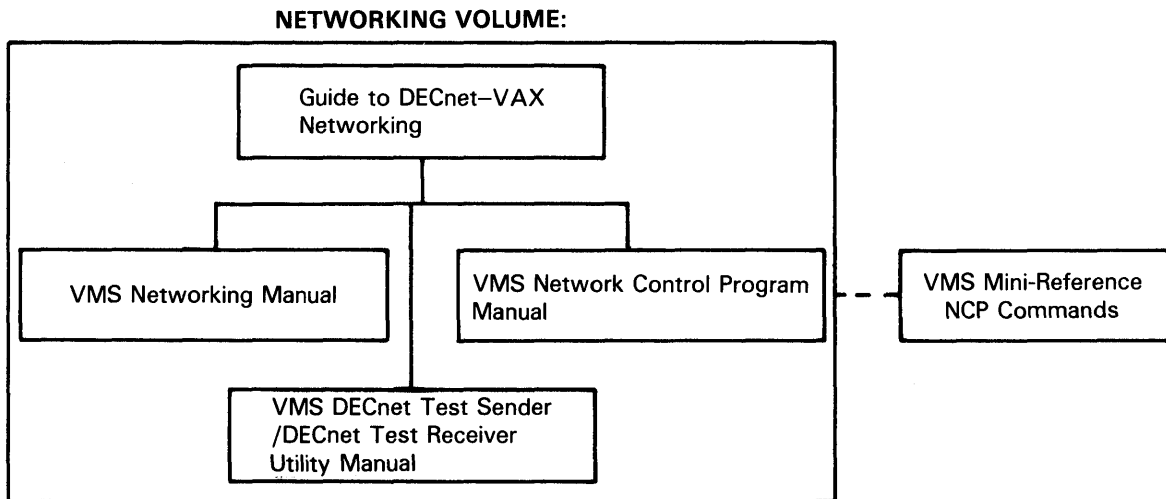 NETWORKING VOLUME:
Guide to DECnet–VAX
Networking
VMS Networking Manual
VMS Network Control Program
Manual
VMS Mini-Reference
NCP Commands
VMS DECnet Test Sender
/DECnet Test Receiver
Utility Manual